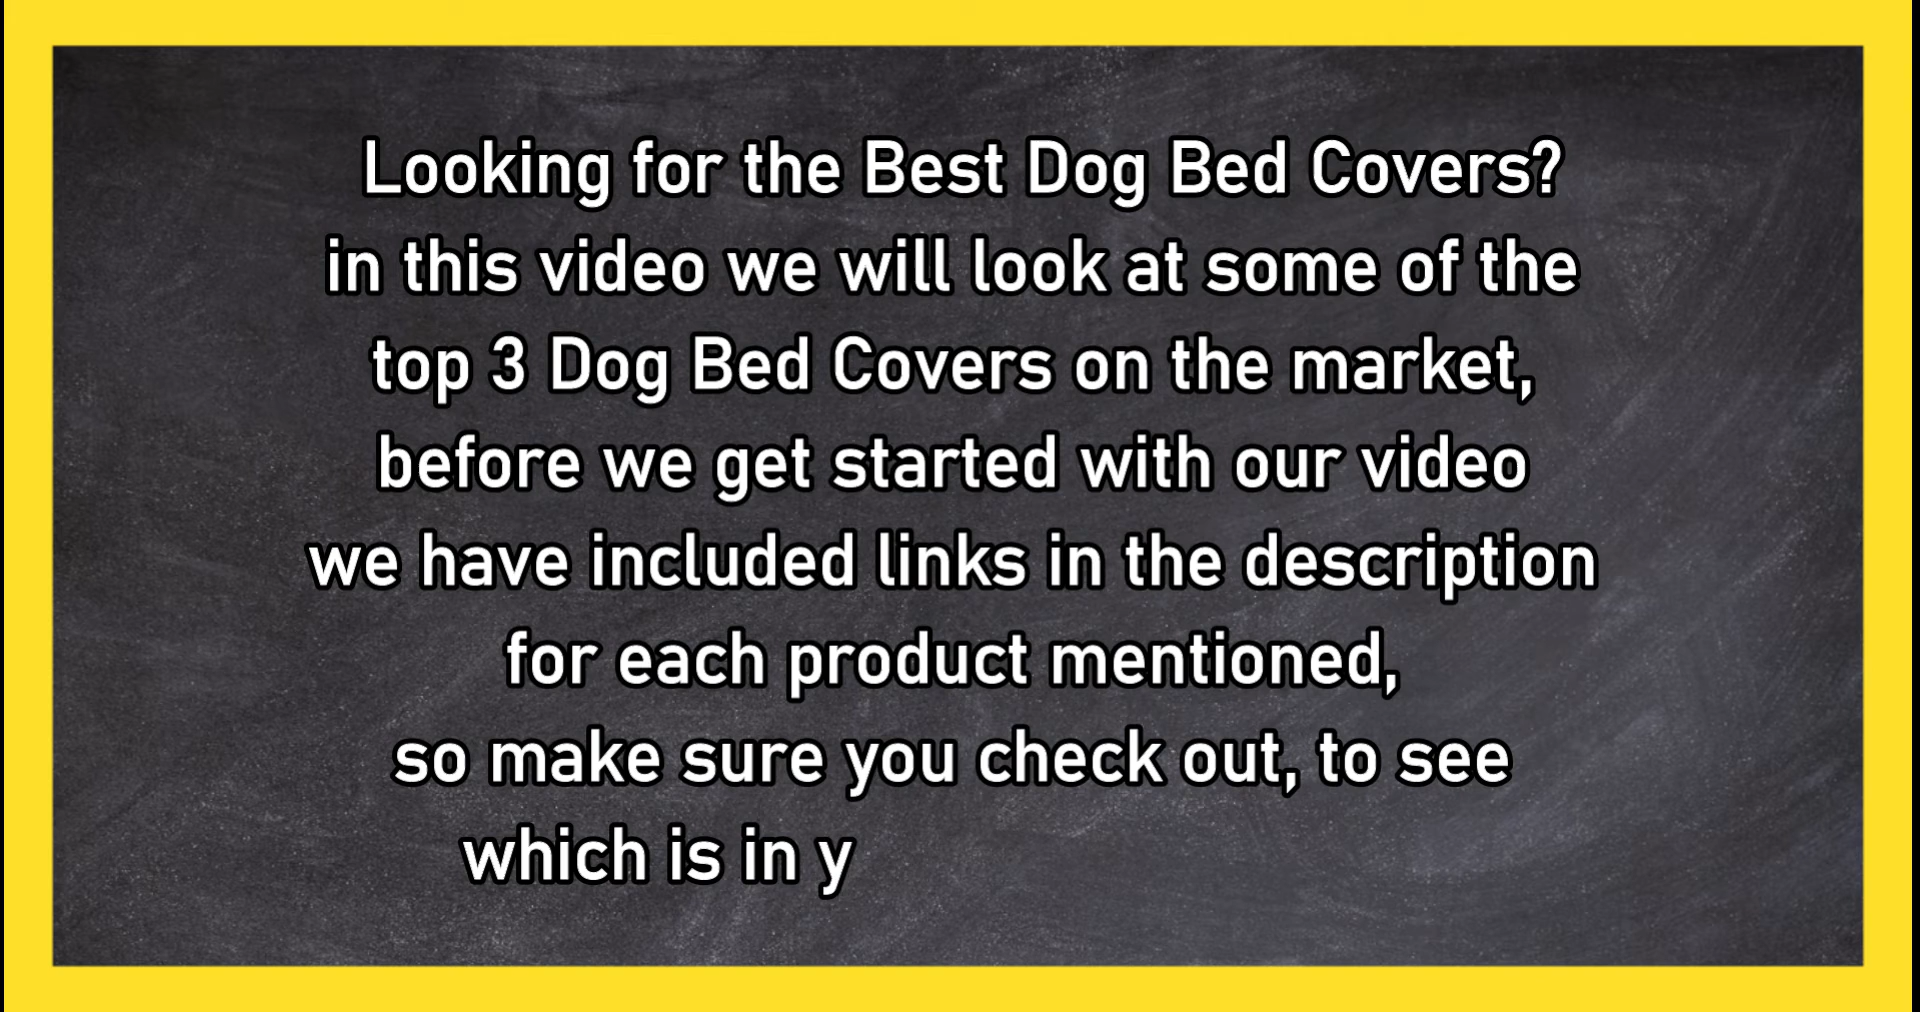 Looking for the Best Dog Bed Covers?
in this video we will look at some of the
top 3 Dog Bed Covers on the market,
before we get started with our video
we have included links in the description
for each product mentioned,
so make sure you check out, to see
which is in y